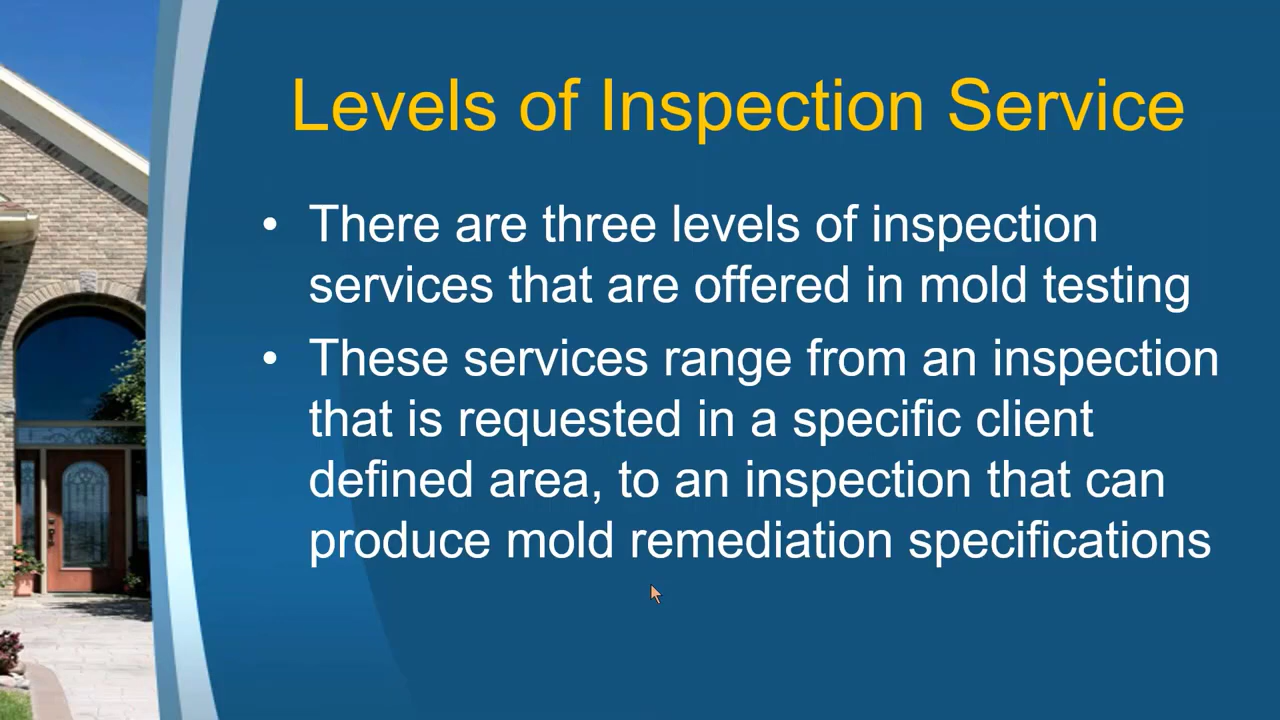 Levels of Inspection Service
• There are three levels of inspection
services that are offered in mold testing
• These services range from an inspection
that is requested in a specific client
defined area, to an inspection that can
produce mold remediation specifications